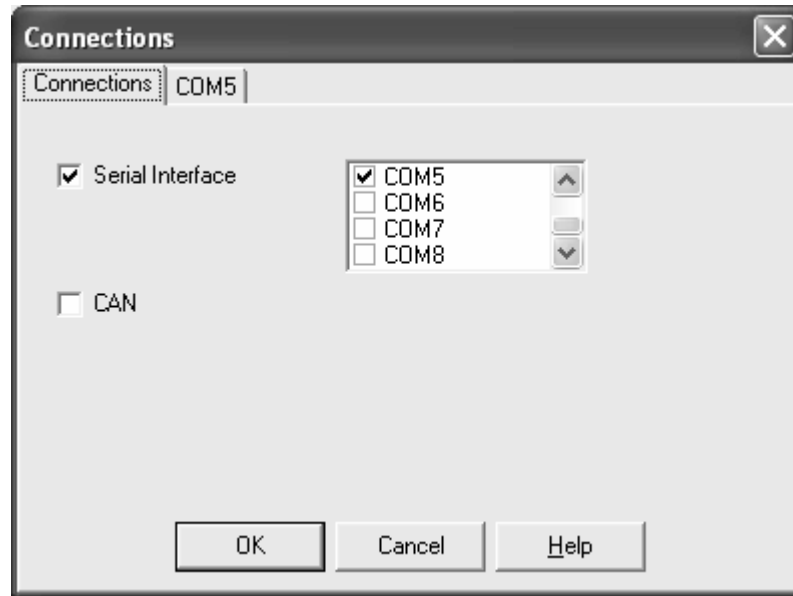 Connections
Connections COM5
Serial Interface
COM5
COM6
COM7
COM8
CAN
OK Cancel Help